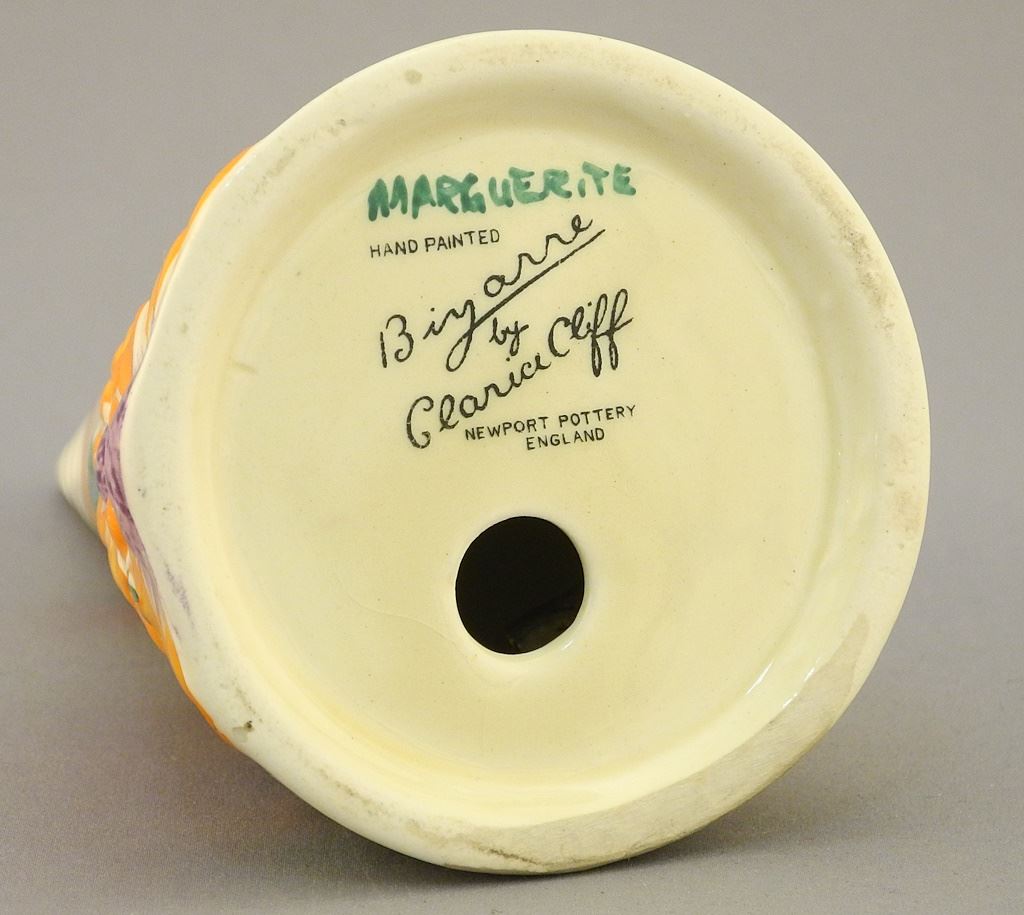 MARGUERITE
HAND PAINTED
Bizarre
by
Clarice Cliff
NEWPORT POTTERY
ENGLAND